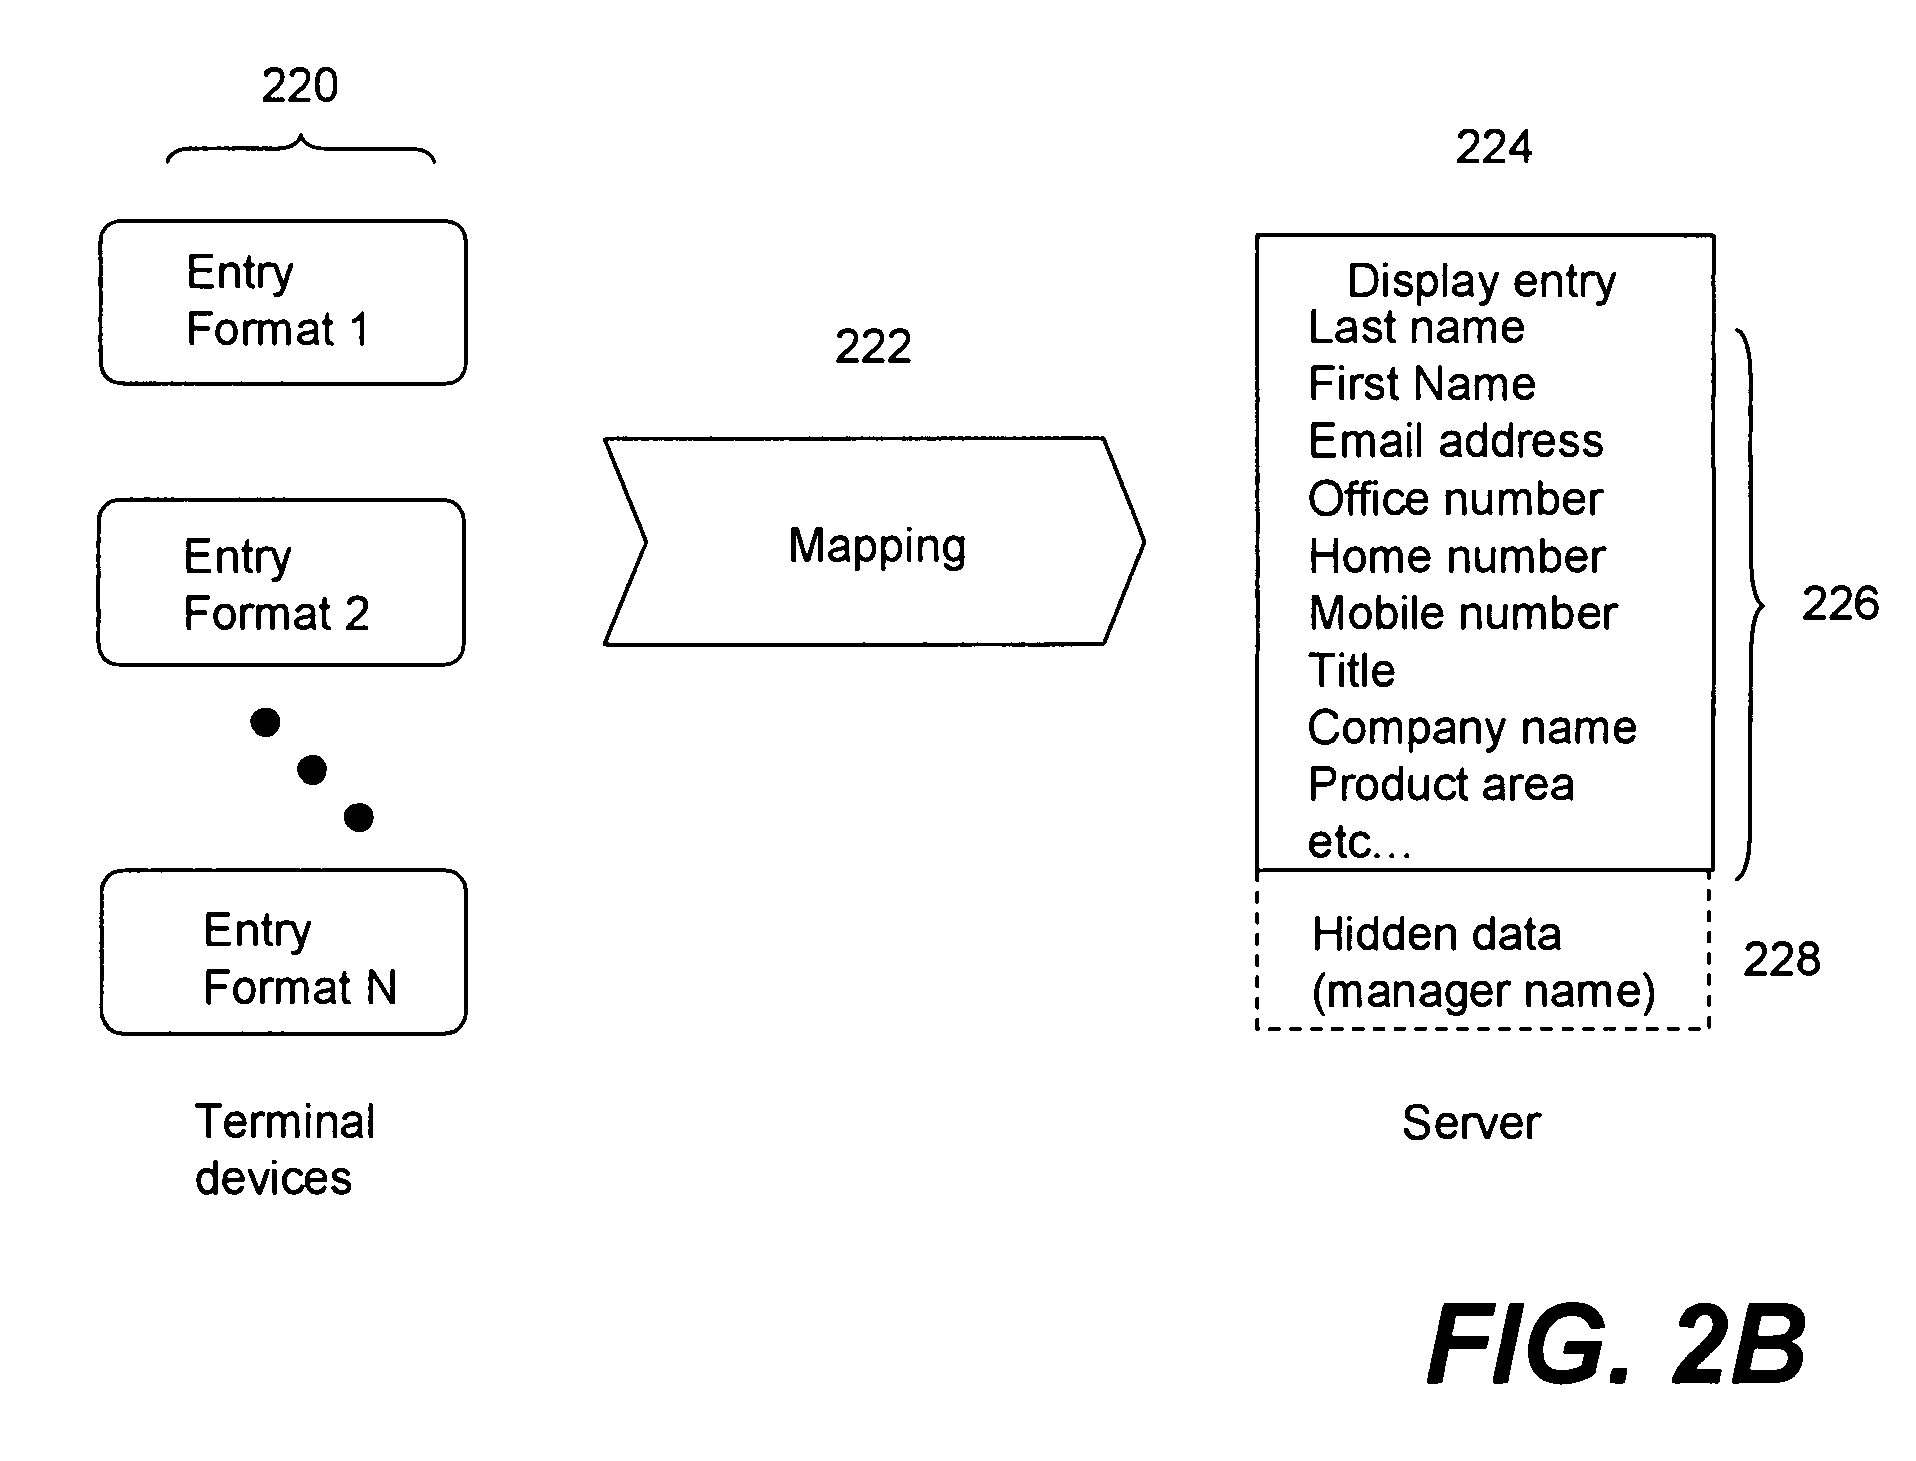 220
Entry
Format 1
Entry
Format 2
Entry
Format N
Terminal
devices
222
Mapping
224
Display entry
Last name
First Name
Email address
Office number
Home number
Mobile number
Title
Company name
Product area
etc...
226
Hidden data
(manager name)
228
Server
FIG. 2B